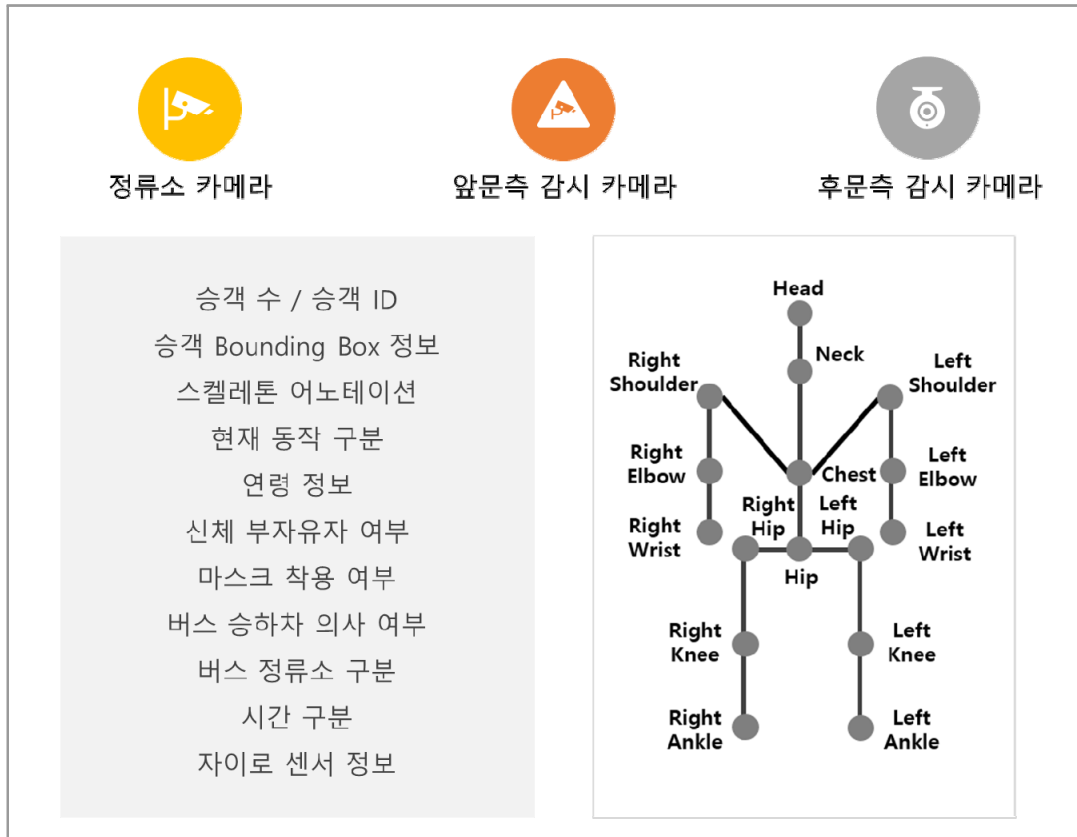 정류소 카메라
앞문측 감시 카메라
후문측 감시 카메라
승객 수 / 승객 ID
승객 Bounding Box 정보
스켈레톤 어노테이션
현재 동작 구분
연령 정보
신체 부자유자 여부
마스크 착용 여부
버스 승하차 의사 여부
버스 정류소 구분
시간 구분
자이로 센서 정보
Head
Neck
Right
Shoulder
Left
Shoulder
Right
Elbow
Chest
Left
Elbow
Right
Hip
Left
Hip
Right
Wrist
Left
Wrist
Hip
Right
Knee
Left
Knee
Right
Ankle
Left
Ankle